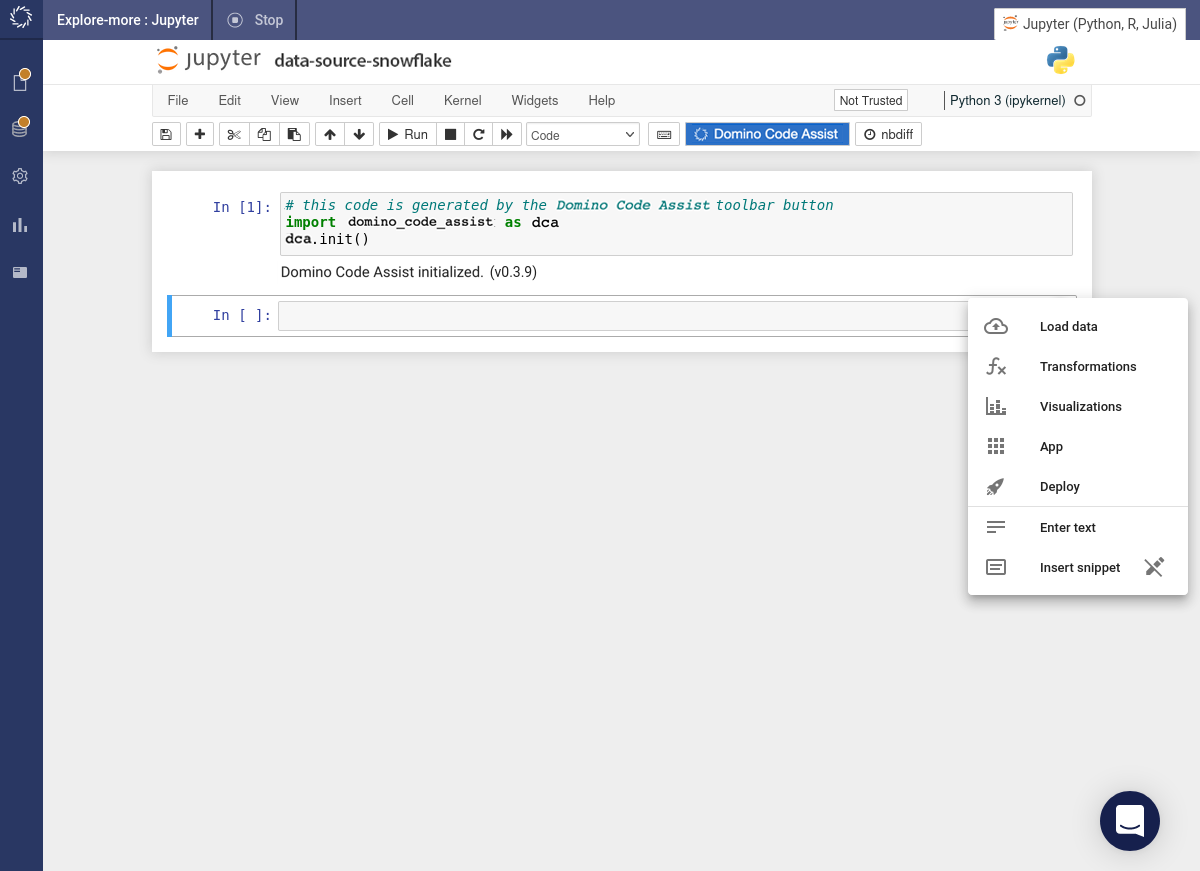 Explore-more : Jupyter
Stop
Jupyter (Python, R, Julia)
jupyter data-source-snowflake
File Edit View Insert Cell Kernel Widgets Help
Not Trusted
Python 3 (ipykernel)
Run
Code
Domino Code Assist
nbdiff
In [1]:
# this code is generated by the Domino Code Assist toolbar button
import domino_code_assist as dca
dca.init()
Domino Code Assist initialized. (v0.3.9)
In [ ]:
Load data
Transformations
Visualizations
App
Deploy
Enter text
Insert snippet